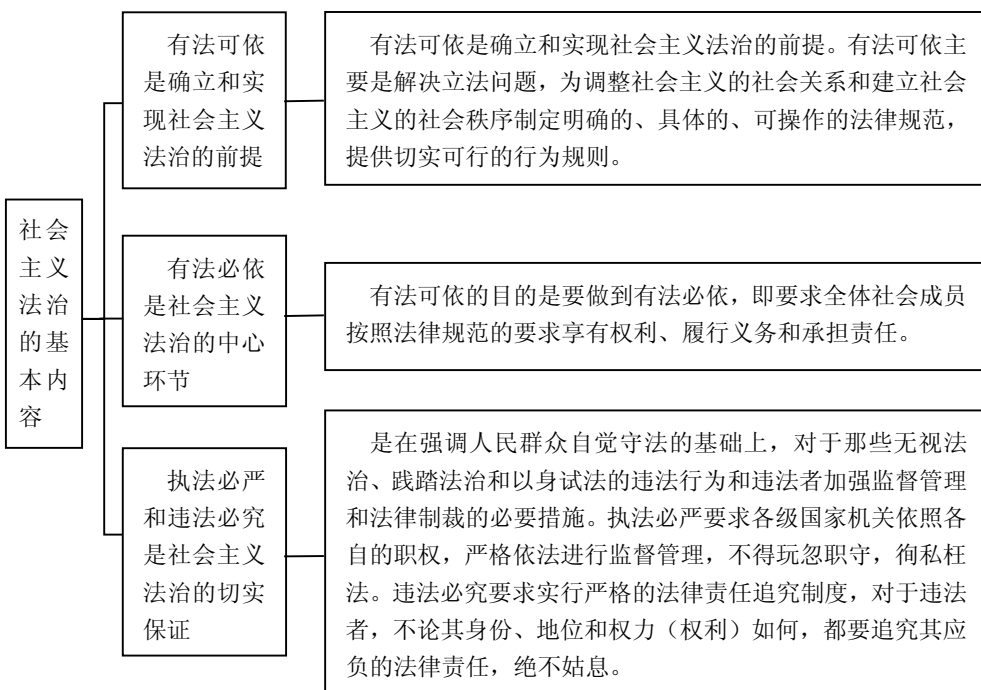 社会
主义
法治
的基
本内
容
有法可依
是确立和实
现社会主义
法治的前提
有法可依是确立和实现社会主义法治的前提。有法可依主
要是解决立法问题，为调整社会主义的社会关系和建立社会
主义的社会秩序制定明确的、具体的、可操作的法律规范，
提供切实可行的行为规则。
有法必依
是社会主义
法治的中心
环节
有法可依的目的是要做到有法必依，即要求全体社会成员
按照法律规范的要求享有权利、履行义务和承担责任。
执法必严
和违法必究
是社会主义
法治的切实
保证
是在强调人民群众自觉守法的基础上，对于那些无视法
治、践踏法治和以身试法的违法行为和违法者加强监督管理
和法律制裁的必要措施。执法必严要求各级国家机关依照各
自的职权，严格依法进行监督管理，不得玩忽职守，徇私枉
法。违法必究要求实行严格的法律责任追究制度，对于违法
者，不论其身份、地位和权力（权利）如何，都要追究其应
负的法律责任，绝不姑息。